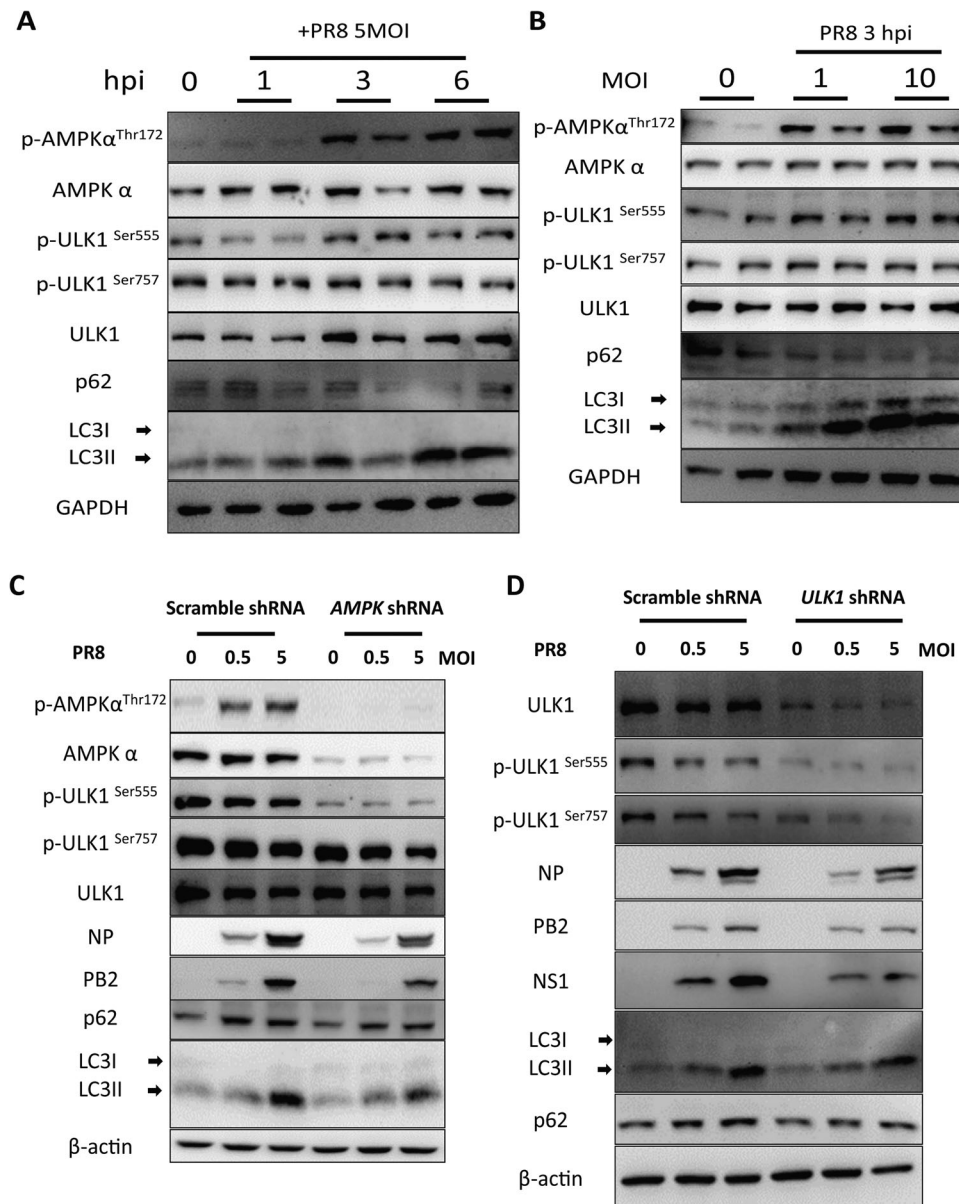 A
+PR8 5MOI
hpi 0 1 3 6
p-AMPKα^Thr172
AMPK α
p-ULK1 ^Ser555
p-ULK1 ^Ser757
ULK1
p62
LC3I
LC3II
GAPDH
B
PR8 3 hpi
MOI 0 1 10
p-AMPKα^Thr172
AMPK α
p-ULK1 ^Ser555
p-ULK1 ^Ser757
ULK1
p62
LC3I
LC3II
GAPDH
C
Scramble shRNA AMPK shRNA
PR8 0 0.5 5 0 0.5 5 MOI
p-AMPKα^Thr172
AMPK α
p-ULK1 ^Ser555
p-ULK1 ^Ser757
ULK1
NP
PB2
p62
LC3I
LC3II
β-actin
D
Scramble shRNA ULK1 shRNA
PR8 0 0.5 5 0 0.5 5 MOI
ULK1
p-ULK1 ^Ser555
p-ULK1 ^Ser757
NP
PB2
NS1
LC3I
LC3II
p62
β-actin